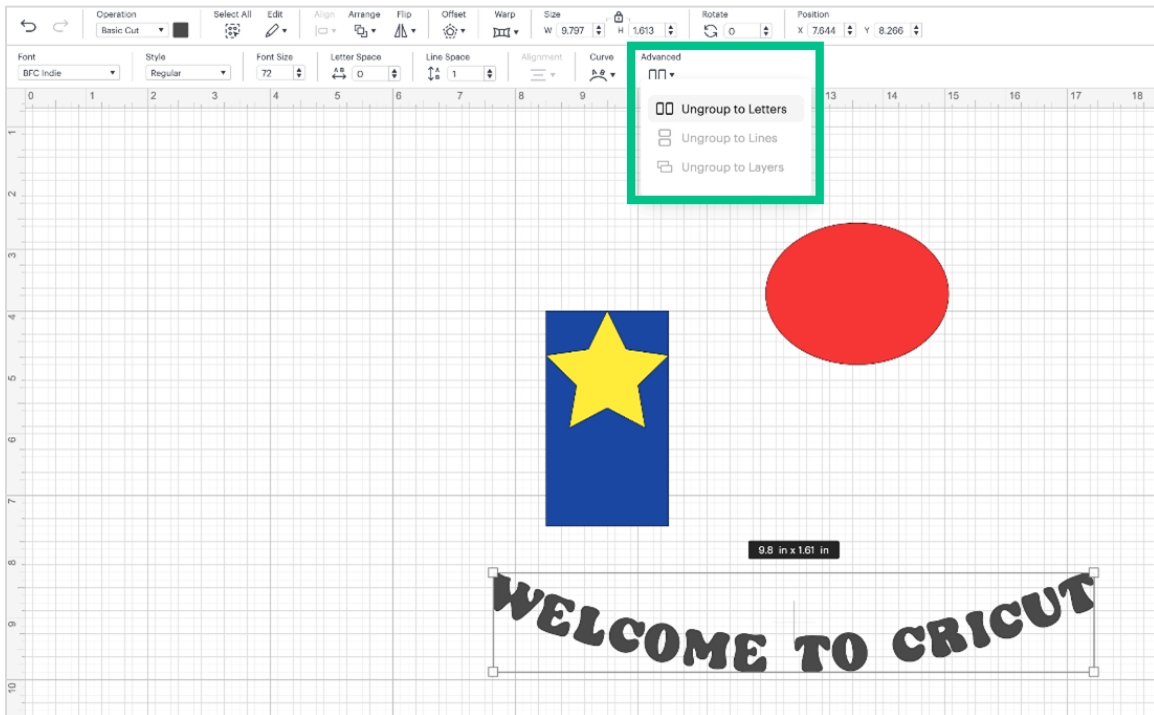 Operation Select All Edit Align Arrange Flip Offset Warp Size Rotate Position
Basic Cut W 9.797 H 1.613 0 X 7.644 Y 8.266
Font Style Font Size Letter Space Line Space Alignment Curve Advanced
BFC Indie Regular 72 0 1
0 1 2 3 4 5 6 7 8 9 13 14 15 16 17 18
Ungroup to Letters
1
Ungroup to Lines
Ungroup to Layers
2
3
4
5
6
7
9.8 in x 1.61 in
8
WELCOME TO CRICUT
9
10